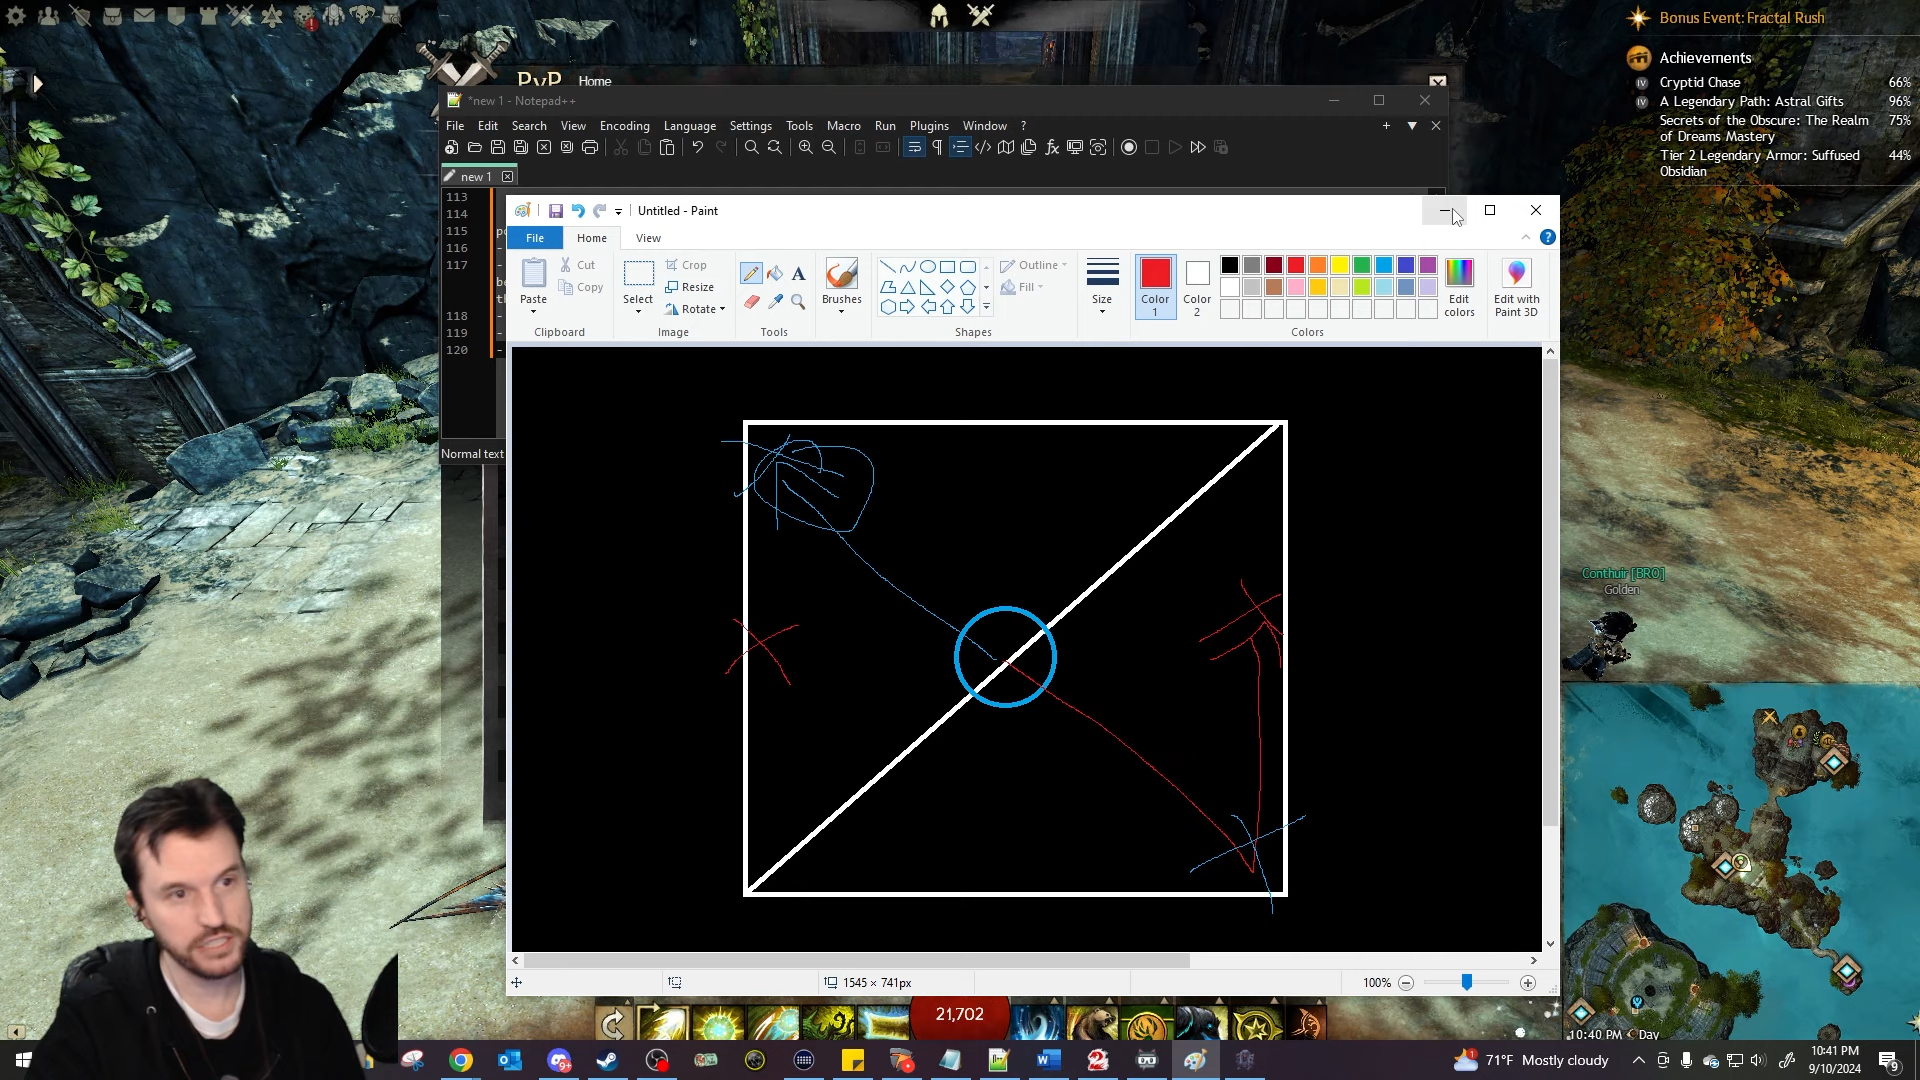 Bonus Event: Fractal Rush
Achievements
Cryptid Chase 66%
A Legendary Path: Astral Gifts 96%
Secrets of the Obscure: The Realm 75%
of Dreams Mastery
Tier 2 Legendary Armor: Suffused 44%
Obsidian
PvP Home
*new 1 - Notepad++
File Edit Search View Encoding Language Settings Tools Macro Run Plugins Window ?
new 1
113
114
115
116
117
118
119
120
Normal text
Untitled - Paint
File Home View
Paste
Cut
Copy
Clipboard
Select
Crop
Resize
Rotate
Image
Tools
Brushes
Shapes
Outline
Fill
Size
Color
1
Color
2
Edit
colors
Colors
Edit with
Paint 3D
1545 × 741px
100%
Conthuir [BRO]
Golden
21,702
10:40 PM Day
71°F Mostly cloudy
10:41 PM
9/10/2024
9